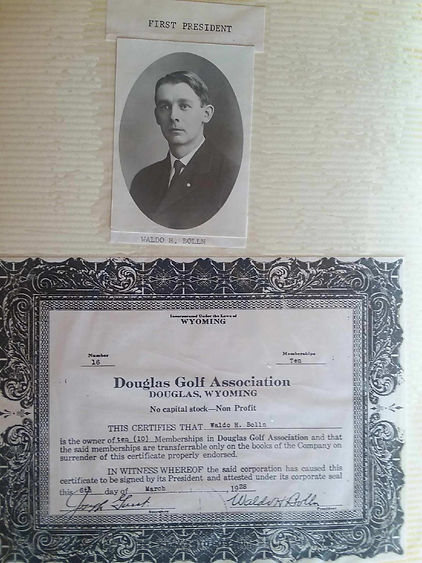 FIRST PRESIDENT
WALDO H. BOLLN
Incorporated Under the Laws of
WYOMING
Number
16
Memberships
Ten
Douglas Golf Association
DOUGLAS, WYOMING
No capital stock—Non Profit
THIS CERTIFIES THAT Waldo H. Bolln
is the owner of ten (10) Memberships in Douglas Golf Association and that
the said memberships are transferrable only on the books of the Company on
surrender of this certificate properly endorsed.
IN WITNESS WHEREOF the said corporation has caused this
certificate to be signed by its President and attested under its corporate seal
this 6th day of March 1928
Waldo H Bolln